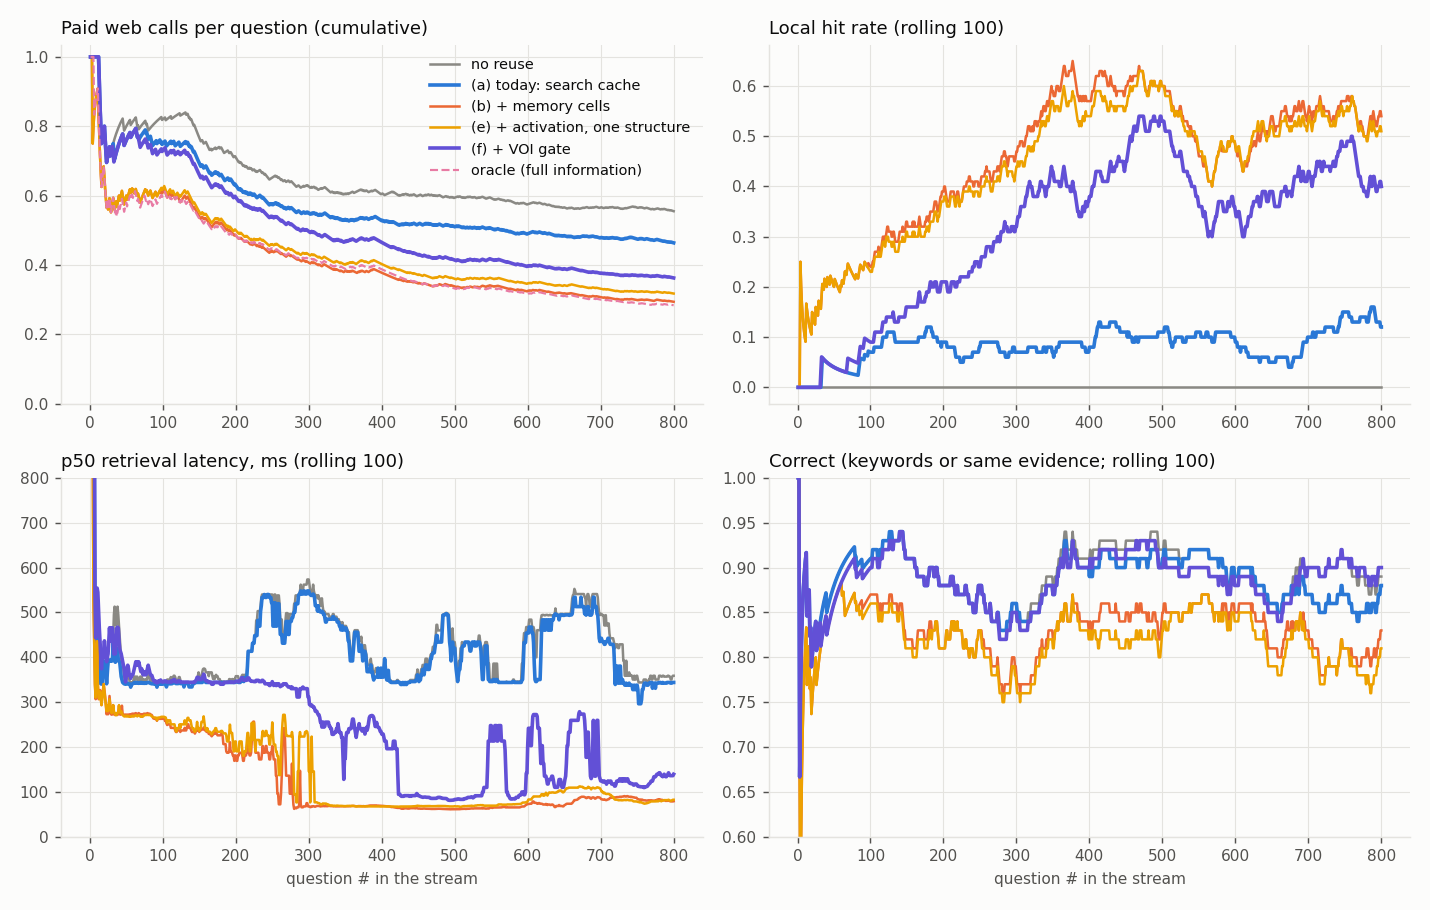 Paid web calls per question (cumulative)
1.0
0.8
0.6
0.4
0.2
0.0
no reuse
(a) today: search cache
(b) + memory cells
(e) + activation, one structure
(f) + VOI gate
oracle (full information)
0 100 200 300 400 500 600 700 800
Local hit rate (rolling 100)
0.6
0.5
0.4
0.3
0.2
0.1
0.0
0 100 200 300 400 500 600 700 800
p50 retrieval latency, ms (rolling 100)
800
700
600
500
400
300
200
100
0
0 100 200 300 400 500 600 700 800
question # in the stream
Correct (keywords or same evidence; rolling 100)
1.00
0.95
0.90
0.85
0.80
0.75
0.70
0.65
0.60
0 100 200 300 400 500 600 700 800
question # in the stream